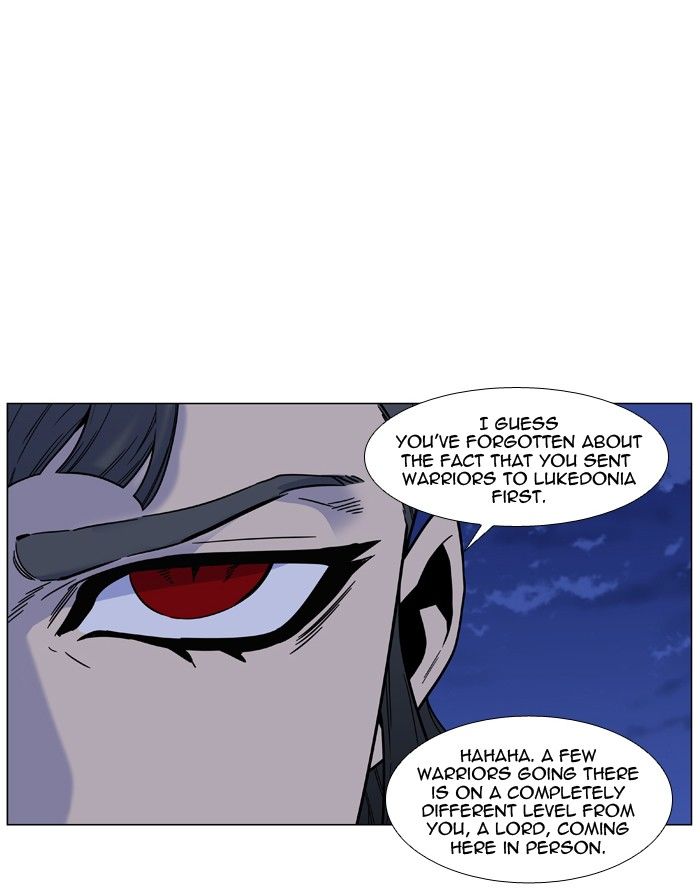 I GUESS
YOU'VE FORGOTTEN ABOUT
THE FACT THAT YOU SENT
WARRIORS TO LUKEDONIA
FIRST.
HAHAHA. A FEW
WARRIORS GOING THERE
IS ON A COMPLETELY
DIFFERENT LEVEL FROM
YOU, A LORD, COMING
HERE IN PERSON.